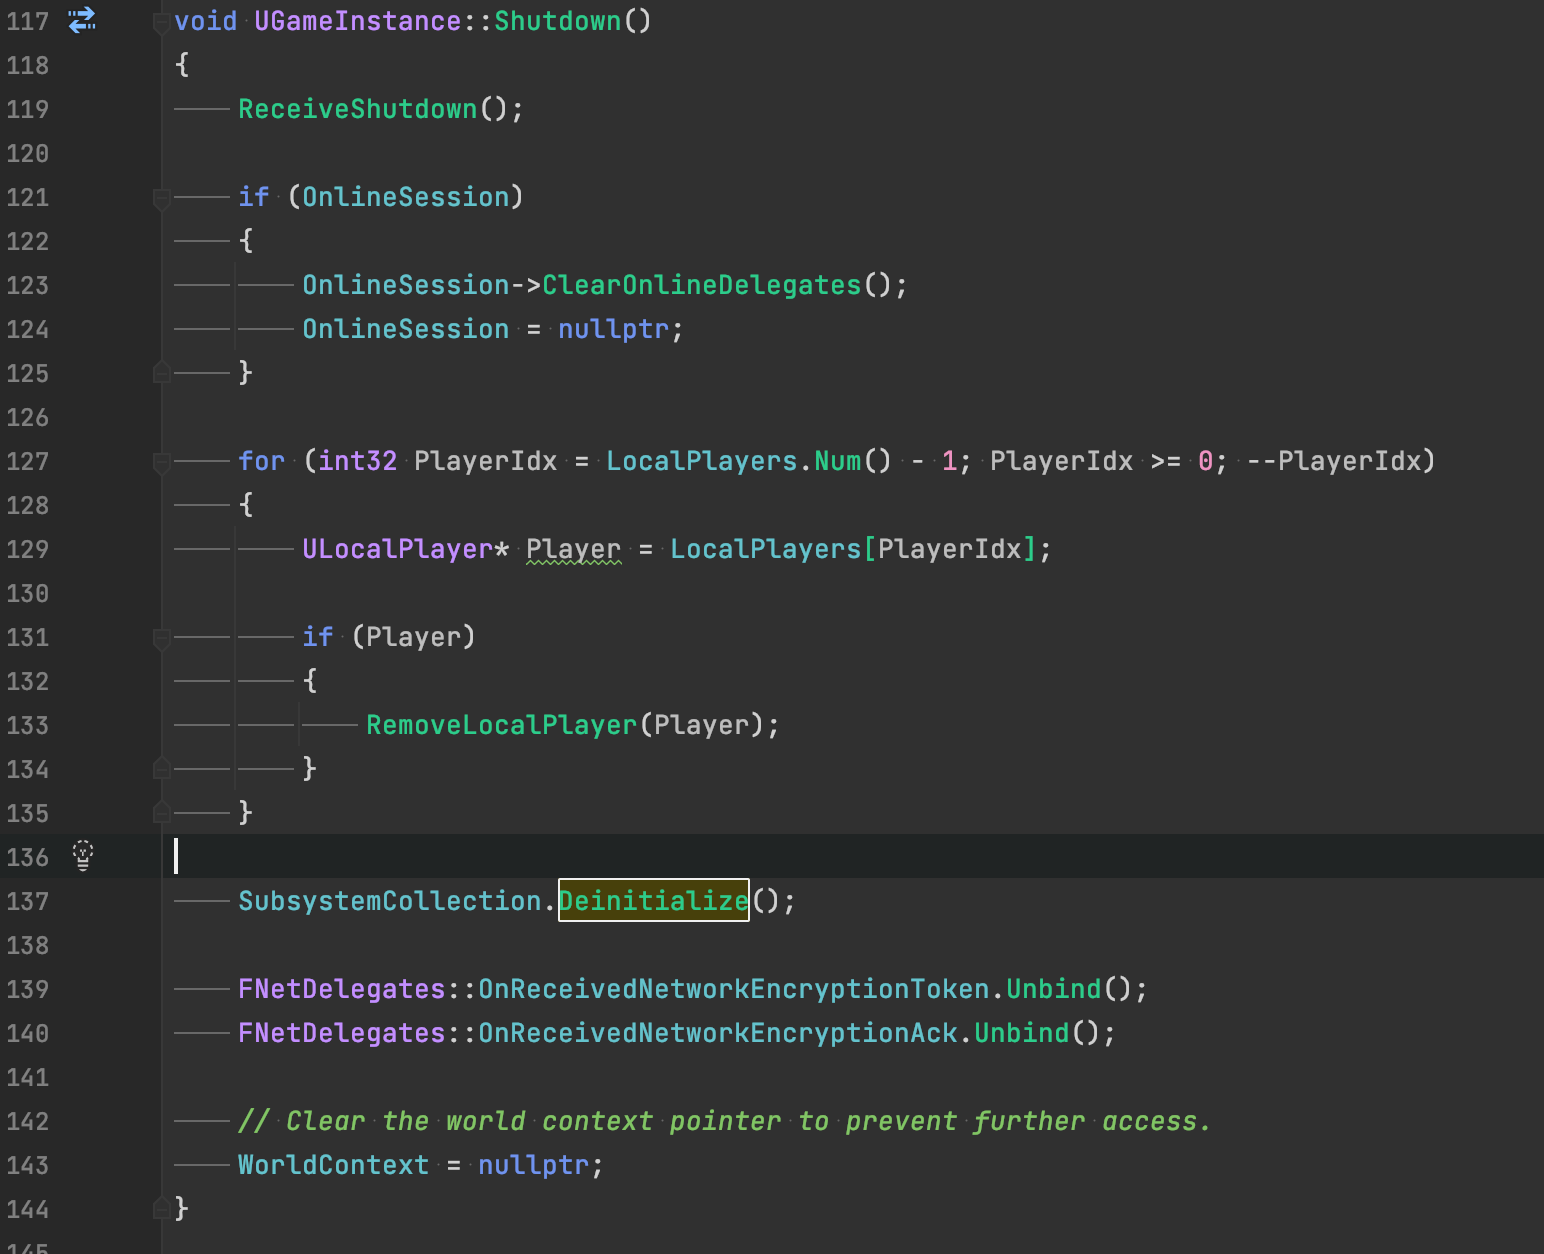 117 void UGameInstance::Shutdown()
118 {
119 ReceiveShutdown();
120
121 if (OnlineSession)
122 {
123 OnlineSession->ClearOnlineDelegates();
124 OnlineSession = nullptr;
125 }
126
127 for (int32 PlayerIdx = LocalPlayers.Num() - 1; PlayerIdx >= 0; --PlayerIdx)
128 {
129 ULocalPlayer* Player = LocalPlayers[PlayerIdx];
130
131 if (Player)
132 {
133 RemoveLocalPlayer(Player);
134 }
135 }
136
137 SubsystemCollection.Deinitialize();
138
139 FNetDelegates::OnReceivedNetworkEncryptionToken.Unbind();
140 FNetDelegates::OnReceivedNetworkEncryptionAck.Unbind();
141
142 // Clear the world context pointer to prevent further access.
143 WorldContext = nullptr;
144 }
145